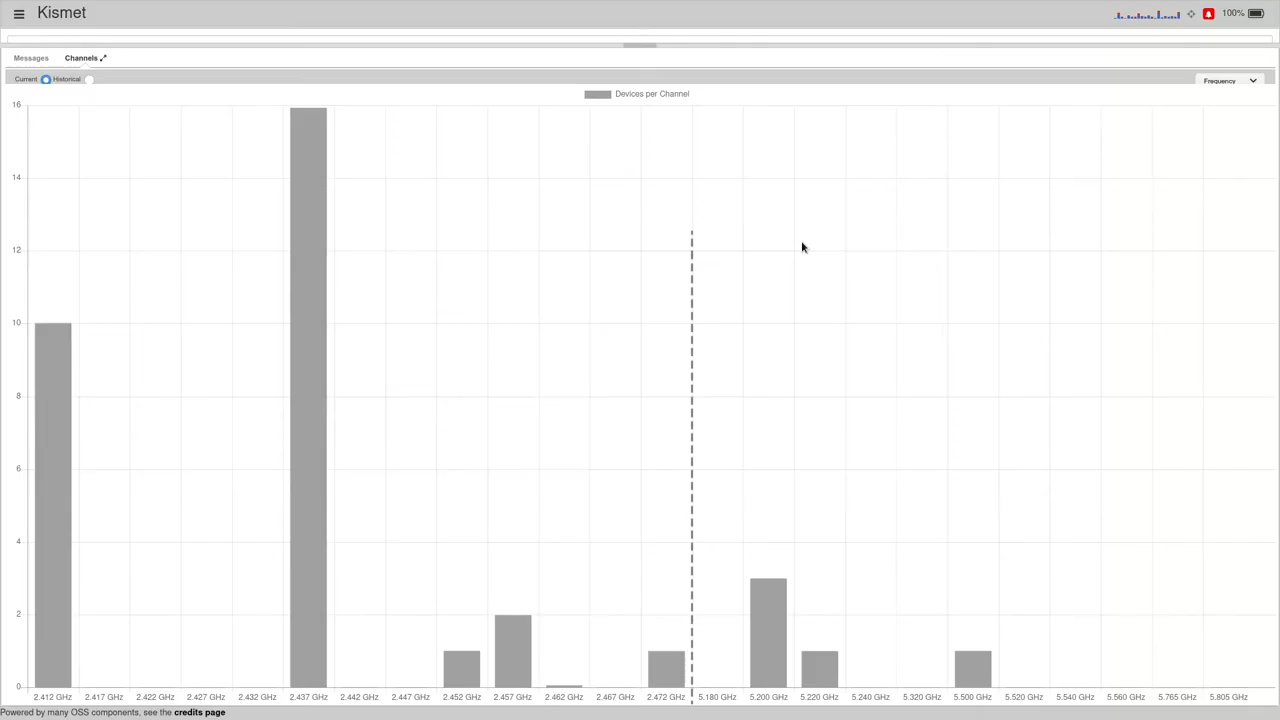 Kismet
100%
Messages Channels
Current Historical
Frequency
Devices per Channel
16
14
12
10
8
6
4
2
0
2.412 GHz 2.417 GHz 2.422 GHz 2.427 GHz 2.432 GHz 2.437 GHz 2.442 GHz 2.447 GHz 2.452 GHz 2.457 GHz 2.462 GHz 2.467 GHz 2.472 GHz 5.180 GHz 5.200 GHz 5.220 GHz 5.240 GHz 5.320 GHz 5.500 GHz 5.520 GHz 5.540 GHz 5.560 GHz 5.765 GHz 5.805 GHz
Powered by many OSS components, see the credits page